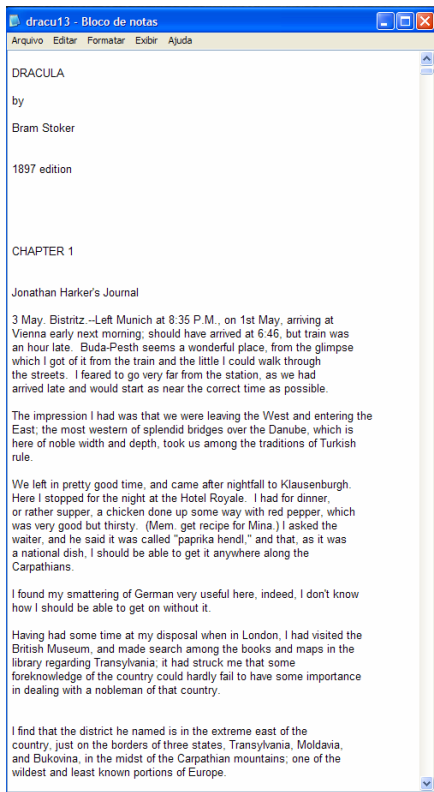 dracu13 - Bloco de notas
Arquivo Editar Formatar Exibir Ajuda
DRACULA
by
Bram Stoker
1897 edition
CHAPTER 1
Jonathan Harker's Journal
3 May. Bistritz.--Left Munich at 8:35 P.M., on 1st May, arriving at
Vienna early next morning; should have arrived at 6:46, but train was
an hour late.  Buda-Pesth seems a wonderful place, from the glimpse
which I got of it from the train and the little I could walk through
the streets.  I feared to go very far from the station, as we had
arrived late and would start as near the correct time as possible.
The impression I had was that we were leaving the West and entering the
East; the most western of splendid bridges over the Danube, which is
here of noble width and depth, took us among the traditions of Turkish
rule.
We left in pretty good time, and came after nightfall to Klausenburgh.
Here I stopped for the night at the Hotel Royale.  I had for dinner,
or rather supper, a chicken done up some way with red pepper, which
was very good but thirsty.  (Mem. get recipe for Mina.) I asked the
waiter, and he said it was called "paprika hendl," and that, as it was
a national dish, I should be able to get it anywhere along the
Carpathians.
I found my smattering of German very useful here, indeed, I don't know
how I should be able to get on without it.
Having had some time at my disposal when in London, I had visited the
British Museum, and made search among the books and maps in the
library regarding Transylvania; it had struck me that some
foreknowledge of the country could hardly fail to have some importance
in dealing with a nobleman of that country.
I find that the district he named is in the extreme east of the
country, just on the borders of three states, Transylvania, Moldavia,
and Bukovina, in the midst of the Carpathian mountains; one of the
wildest and least known portions of Europe.